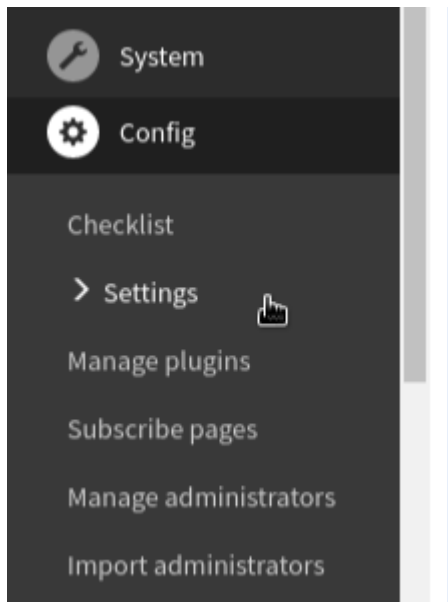 System
Config
Checklist
Settings
Manage plugins
Subscribe pages
Manage administrators
Import administrators